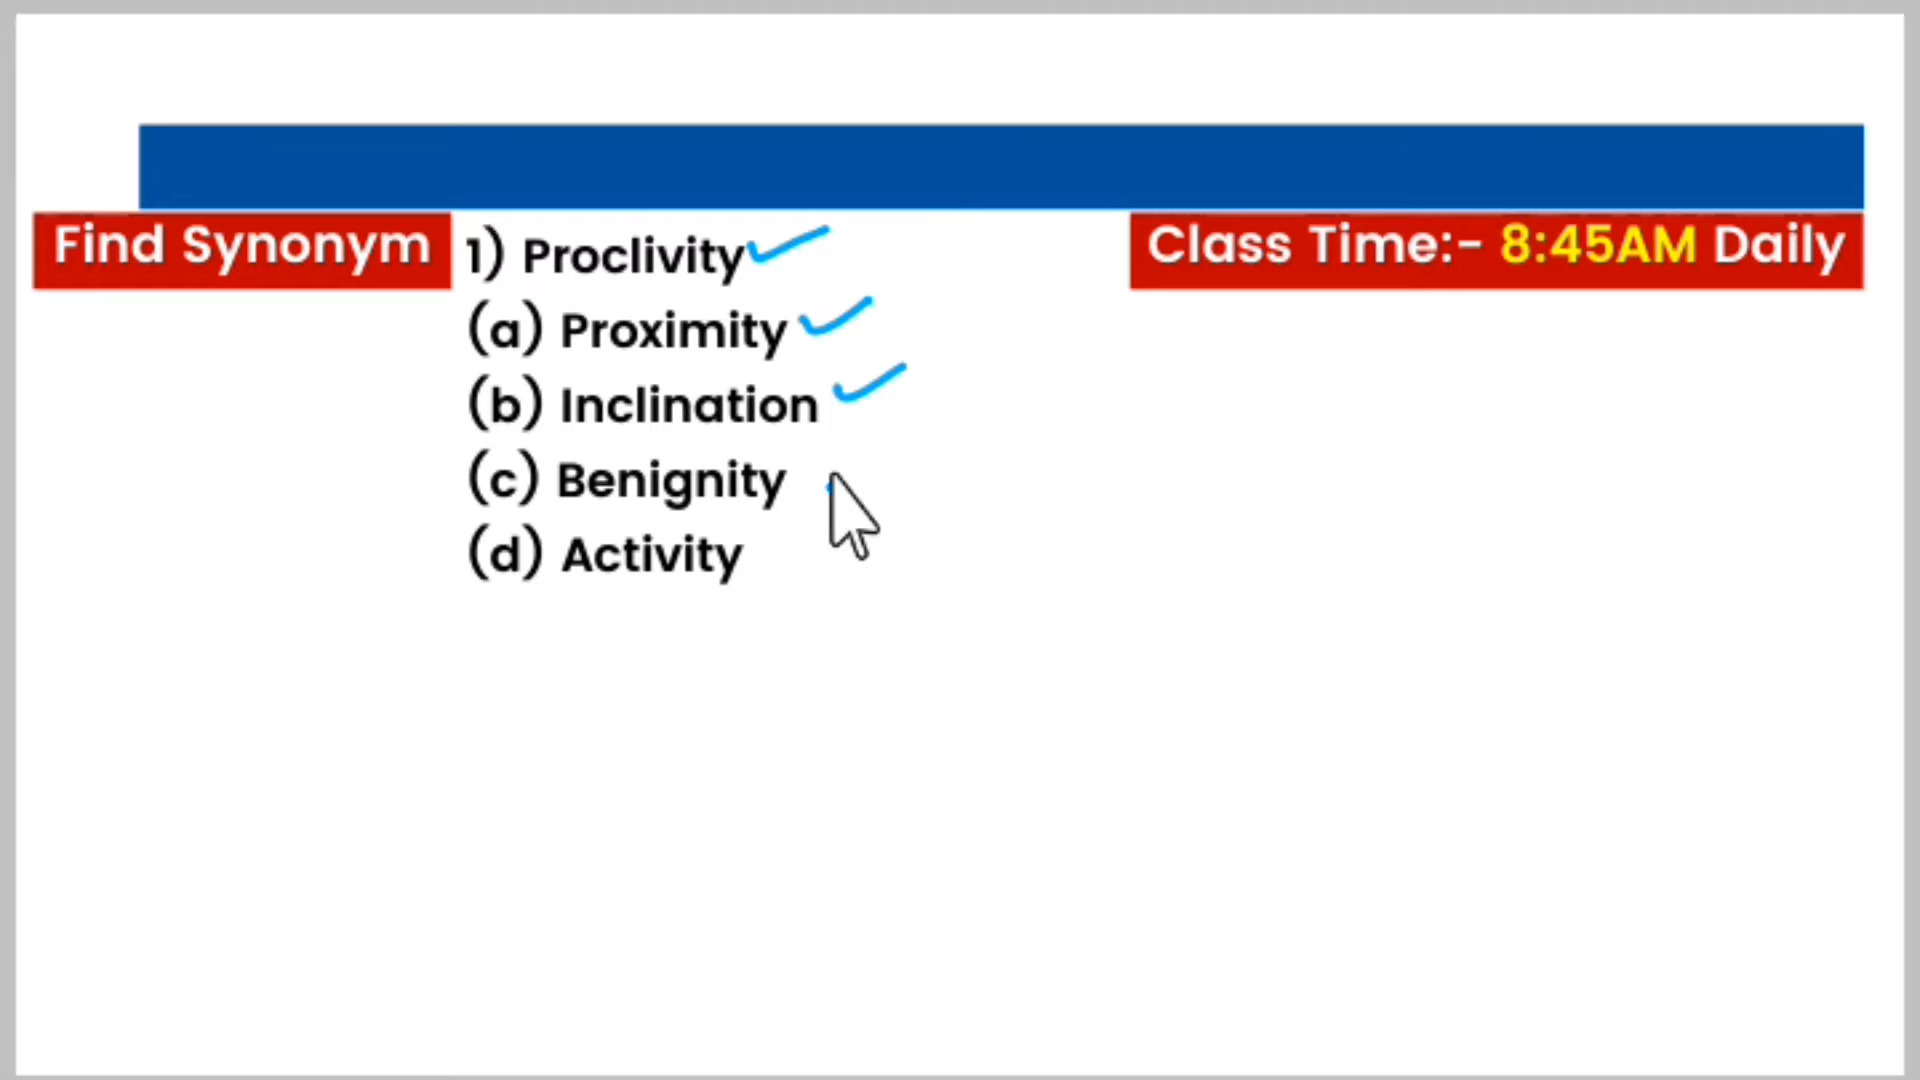 Find Synonym
1) Proclivity
(a) Proximity
(b) Inclination
(c) Benignity
(d) Activity
Class Time:- 8:45AM Daily